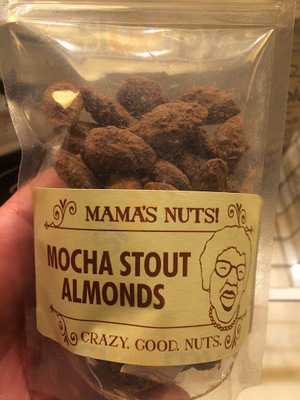 MAMA'S NUTS!
MOCHA STOUT
ALMONDS
CRAZY. GOOD. NUTS.